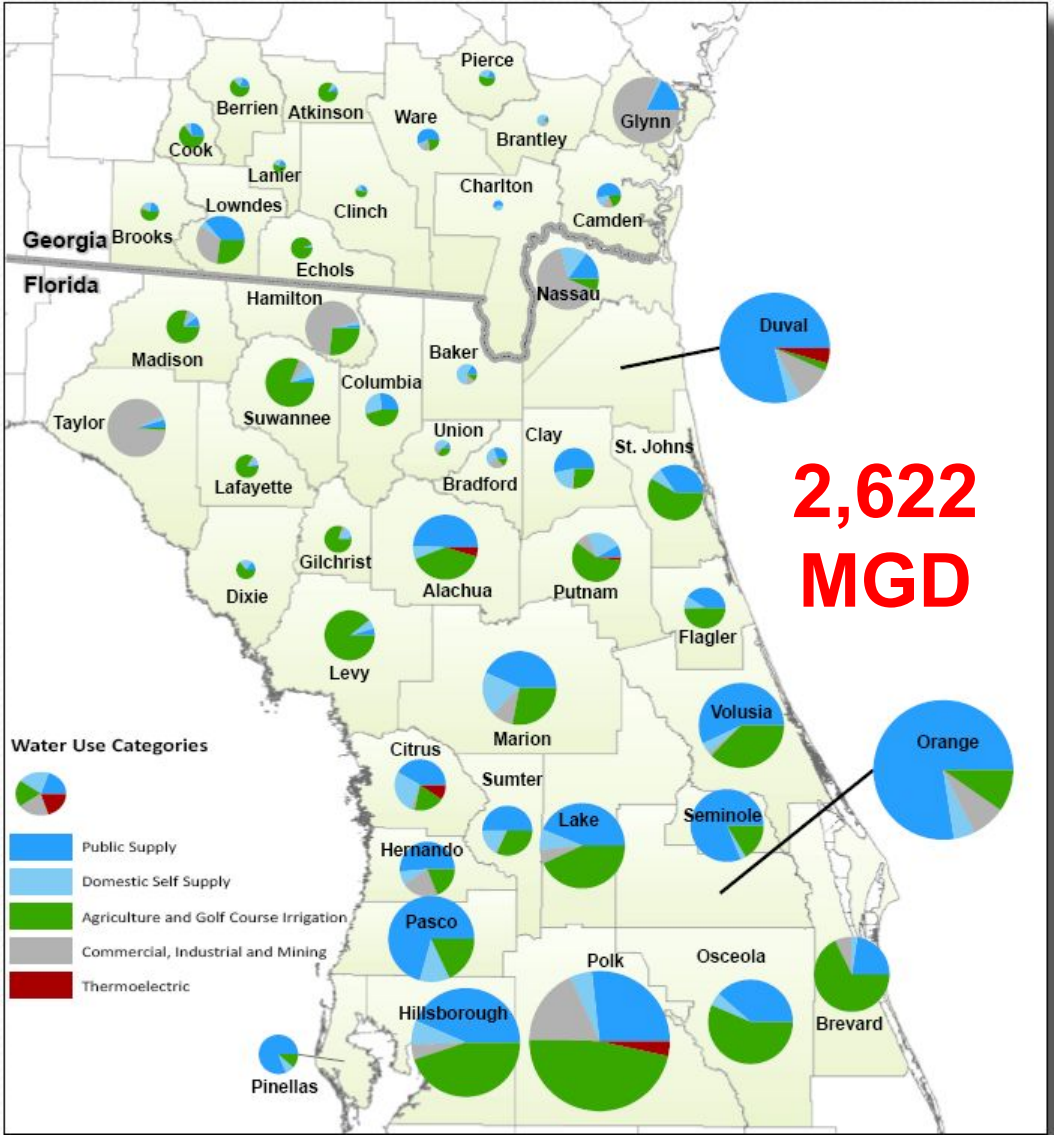 Pierce
Berrien
Atkinson
Ware
Glynn
Brantley
Cook
Lanier
Charlton
Lowndes
Clinch
Camden
Georgia
Brooks
Echols
Florida
Hamilton
Nassau
Duval
Madison
Baker
Suwannee
Columbia
Taylor
Union
Clay
St. Johns
Bradford
Lafayette
2,622
MGD
Gilchrist
Alachua
Putnam
Dixie
Flagler
Levy
Volusia
Marion
Orange
Water Use Categories
Citrus
Sumter
Lake
Seminole
Public Supply
Hernando
Domestic Self Supply
Agriculture and Golf Course Irrigation
Pasco
Commercial, Industrial and Mining
Polk
Osceola
Thermoelectric
Hillsborough
Brevard
Pinellas